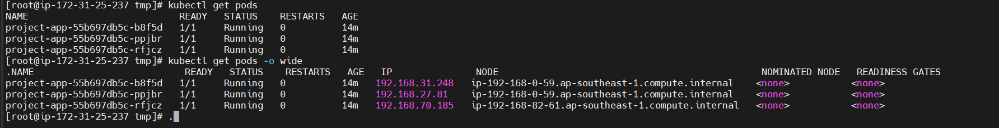 [root@ip-172-31-25-237 tmp]# kubectl get pods
NAME                           READY   STATUS    RESTARTS   AGE
project-app-55b697db5c-b8f5d   1/1     Running   0          14m
project-app-55b697db5c-ppjbr   1/1     Running   0          14m
project-app-55b697db5c-rfjcz   1/1     Running   0          14m
[root@ip-172-31-25-237 tmp]# kubectl get pods -o wide
.NAME                           READY   STATUS    RESTARTS   AGE   IP               NODE                                               NOMINATED NODE   READINESS GATES
project-app-55b697db5c-b8f5d   1/1     Running   0          14m   192.168.31.248   ip-192-168-0-59.ap-southeast-1.compute.internal    <none>           <none>
project-app-55b697db5c-ppjbr   1/1     Running   0          14m   192.168.27.81    ip-192-168-0-59.ap-southeast-1.compute.internal    <none>           <none>
project-app-55b697db5c-rfjcz   1/1     Running   0          14m   192.168.70.185   ip-192-168-82-61.ap-southeast-1.compute.internal   <none>           <none>
[root@ip-172-31-25-237 tmp]# .